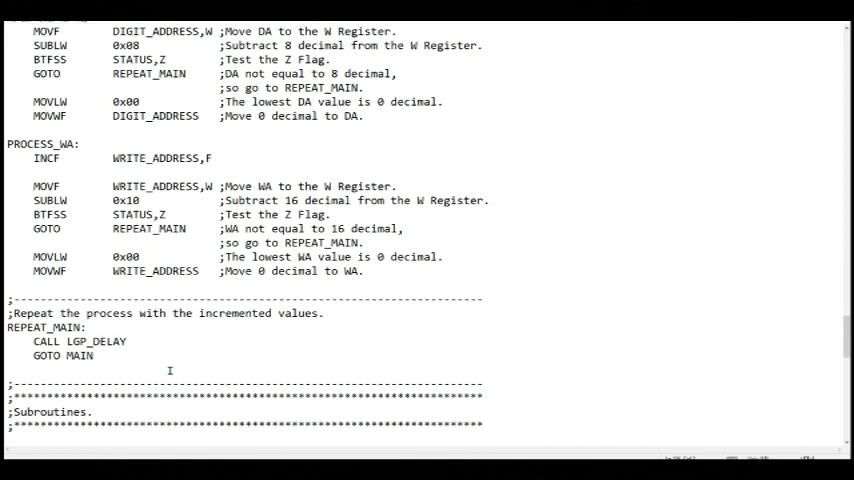 MOVF DIGIT_ADDRESS,W ;Move DA to the W Register.
SUBLW 0x08 ;Subtract 8 decimal from the W Register.
BTFSS STATUS,Z ;Test the Z Flag.
GOTO REPEAT_MAIN ;DA not equal to 8 decimal,
;so go to REPEAT_MAIN.
MOVLW 0x00 ;The lowest DA value is 0 decimal.
MOVWF DIGIT_ADDRESS ;Move 0 decimal to DA.
PROCESS_WA:
INCF WRITE_ADDRESS,F
MOVF WRITE_ADDRESS,W ;Move WA to the W Register.
SUBLW 0x10 ;Subtract 16 decimal from the W Register.
BTFSS STATUS,Z ;Test the Z Flag.
GOTO REPEAT_MAIN ;WA not equal to 16 decimal,
;so go to REPEAT_MAIN.
MOVLW 0x00 ;The lowest WA value is 0 decimal.
MOVWF WRITE_ADDRESS ;Move 0 decimal to WA.
;-----------------------------------------------------------------------
;Repeat the process with the incremented values.
REPEAT_MAIN:
CALL LGP_DELAY
GOTO MAIN
;-----------------------------------------------------------------------
;***********************************************************************
;Subroutines.
;***********************************************************************